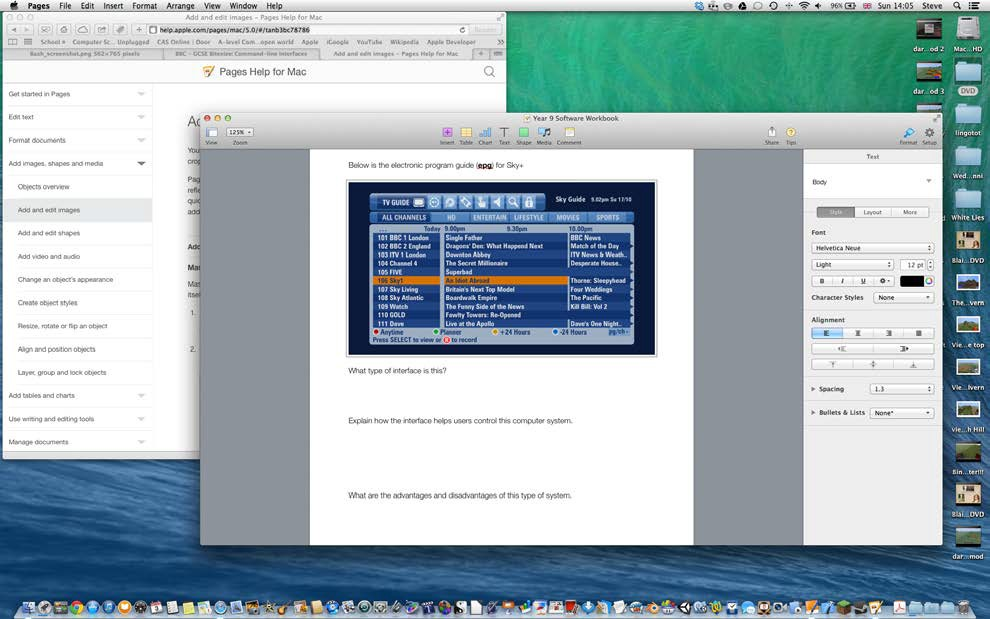 Pages File Edit Insert Format Arrange View Window Help 96% Sun 14:05 Steve
Add and edit images – Pages Help for Mac
help.apple.com/pages/mac/5.0/#/tanb3bc78786
School Computer Sc... Unplugged CAS Online | Door A-level Com...open world Apple iGoogle YouTube Wikipedia Apple Developer
Bash_screenshot.png 562×765 pixels BBC - GCSE Bitesize: Command-line interfaces Add and edit images – Pages Help for Mac
Pages Help for Mac
Get started in Pages
Edit text
Format documents
Add images, shapes and media
Objects overview
Add and edit images
Add and edit shapes
Add video and audio
Change an object's appearance
Create object styles
Resize, rotate or flip an object
Align and position objects
Layer, group and lock objects
Add tables and charts
Use writing and editing tools
Manage documents
1.
2.
Year 9 Software Workbook
125%
View Zoom Insert Table Chart Text Shape Media Comment Share Tips Format Setup
Below is the electronic program guide (epg) for Sky+
TV GUIDE Sky Guide 9.02pm Su 17/10
ALL CHANNELS HD ENTERTAIN LIFESTYLE MOVIES SPORTS
... Today 9.00pm 9.30pm 10.00pm
101 BBC 1 London Single Father BBC News
102 BBC 2 England Dragons' Den: What Happend Next Match of the Day
103 ITV 1 London Downton Abbey ITV News & Weath..
104 Channel 4 The Secret Millionaire Desperate House..
105 FIVE Superbad
106 Sky1 An Idiot Abroad Thorne: Sleepyhead
107 Sky Living Britain's Next Top Model Four Weddings
108 Sky Atlantic Boardwalk Empire The Pacific
109 Watch The Funny Side of the News Kill Bill: Vol 2
110 GOLD Fawlty Towers: Re-Opened
111 Dave Live at the Apollo Dave's One Night..
Anytime Planner +24 Hours -24 Hours pg/ch
Press SELECT to view or R to record
What type of interface is this?
Explain how the interface helps users control this computer system.
What are the advantages and disadvantages of this type of system.
Text
Body
Style Layout More
Font
Helvetica Neue
Light 12 pt
B I U
Character Styles None
Alignment
Spacing 1.3
Bullets & Lists None*
dar...od 2
Mac...HD
dar...od 3
DVD
lingotot
Wed...nni
White Lies
Blai...DVD
The...vern
Vie...e top
Vie...lvern
vie...h Hill
Bin...ter!!!
Blai...DVD
dar...mod